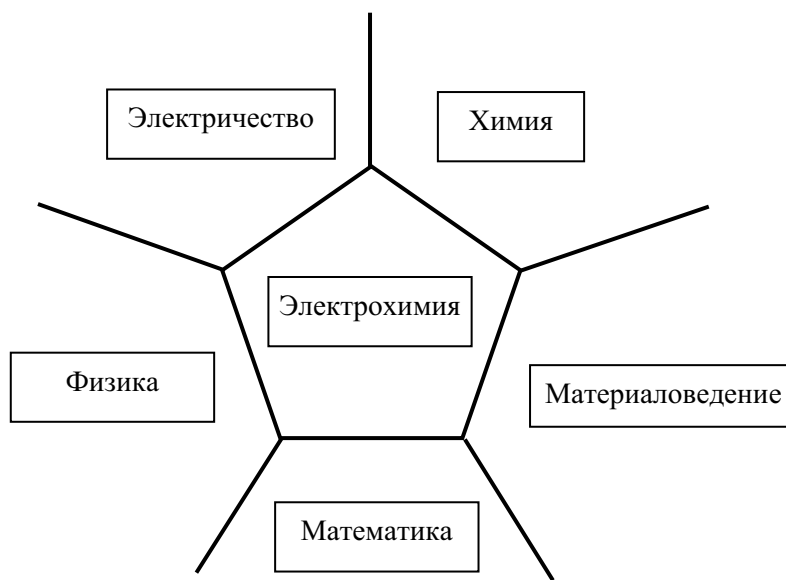 Электричество
Химия
Электрохимия
Физика
Материаловедение
Математика